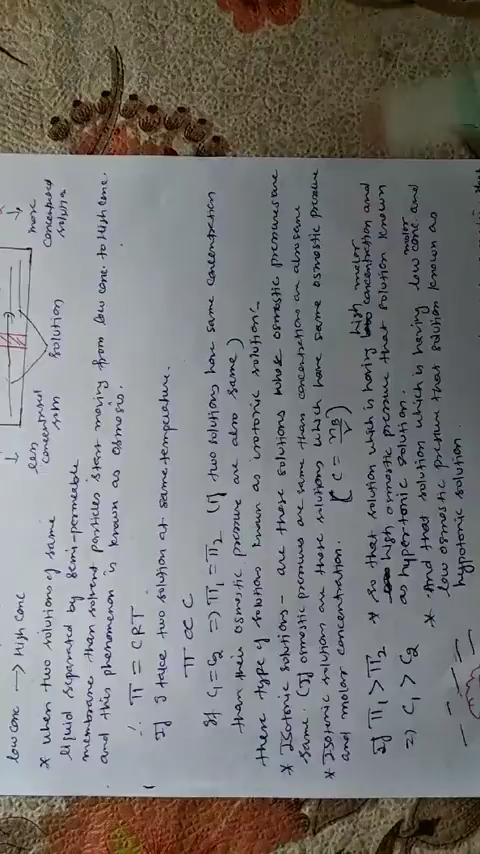 low conc → High conc
less concentrated soln
solution
more concentrated solution
* when two solutions of same
liquid separated by semi-permeable
membrane than solvent particles start moving from low conc. to High conc.
and this phenomenon is known as osmosis.
∴ π = CRT
If I take two solution at same temperature.
π ∝ C
If C₁ = C₂ ⇒ π₁ = π₂ (If two solutions have same concentration
than their osmotic pressure are also same)
these type of solutions known as isotonic solution:-
* Isotonic solutions - are those solutions whose osmotic pressures are
same. (If osmotic pressures are same than concentrations are also same
* Isotonic solutions are those solutions which have same osmotic pressure
and molar concentration. [C = nB/V)
If π₁ > π₂ * so that solution which is having high molar concentration and
⇒ C₁ > C₂ high osmotic pressure that solution known
as hypertonic solution.
* And that solution which is having low molar conc. and
low osmotic pressure that solution known as
hypotonic solution.